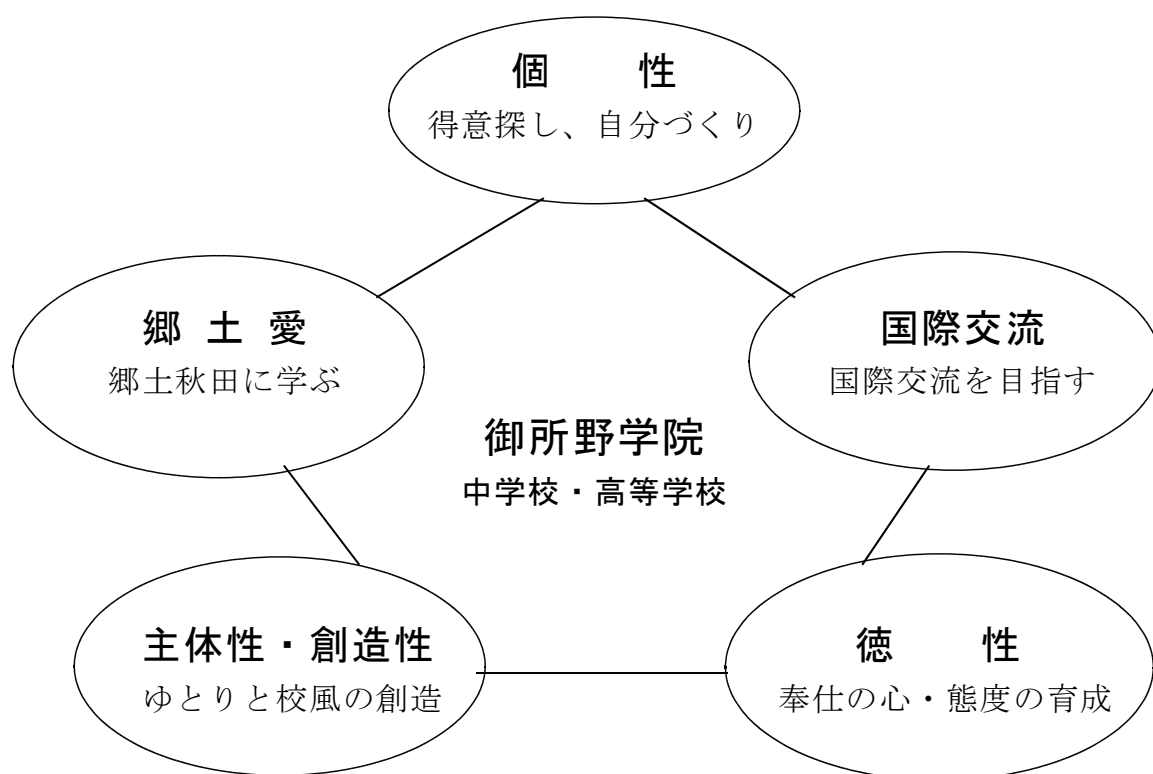 個　　性
得意探し、自分づくり
郷 土 愛
郷土秋田に学ぶ
国際交流
国際交流を目指す
御所野学院
中学校・高等学校
主体性・創造性
ゆとりと校風の創造
徳　　性
奉仕の心・態度の育成